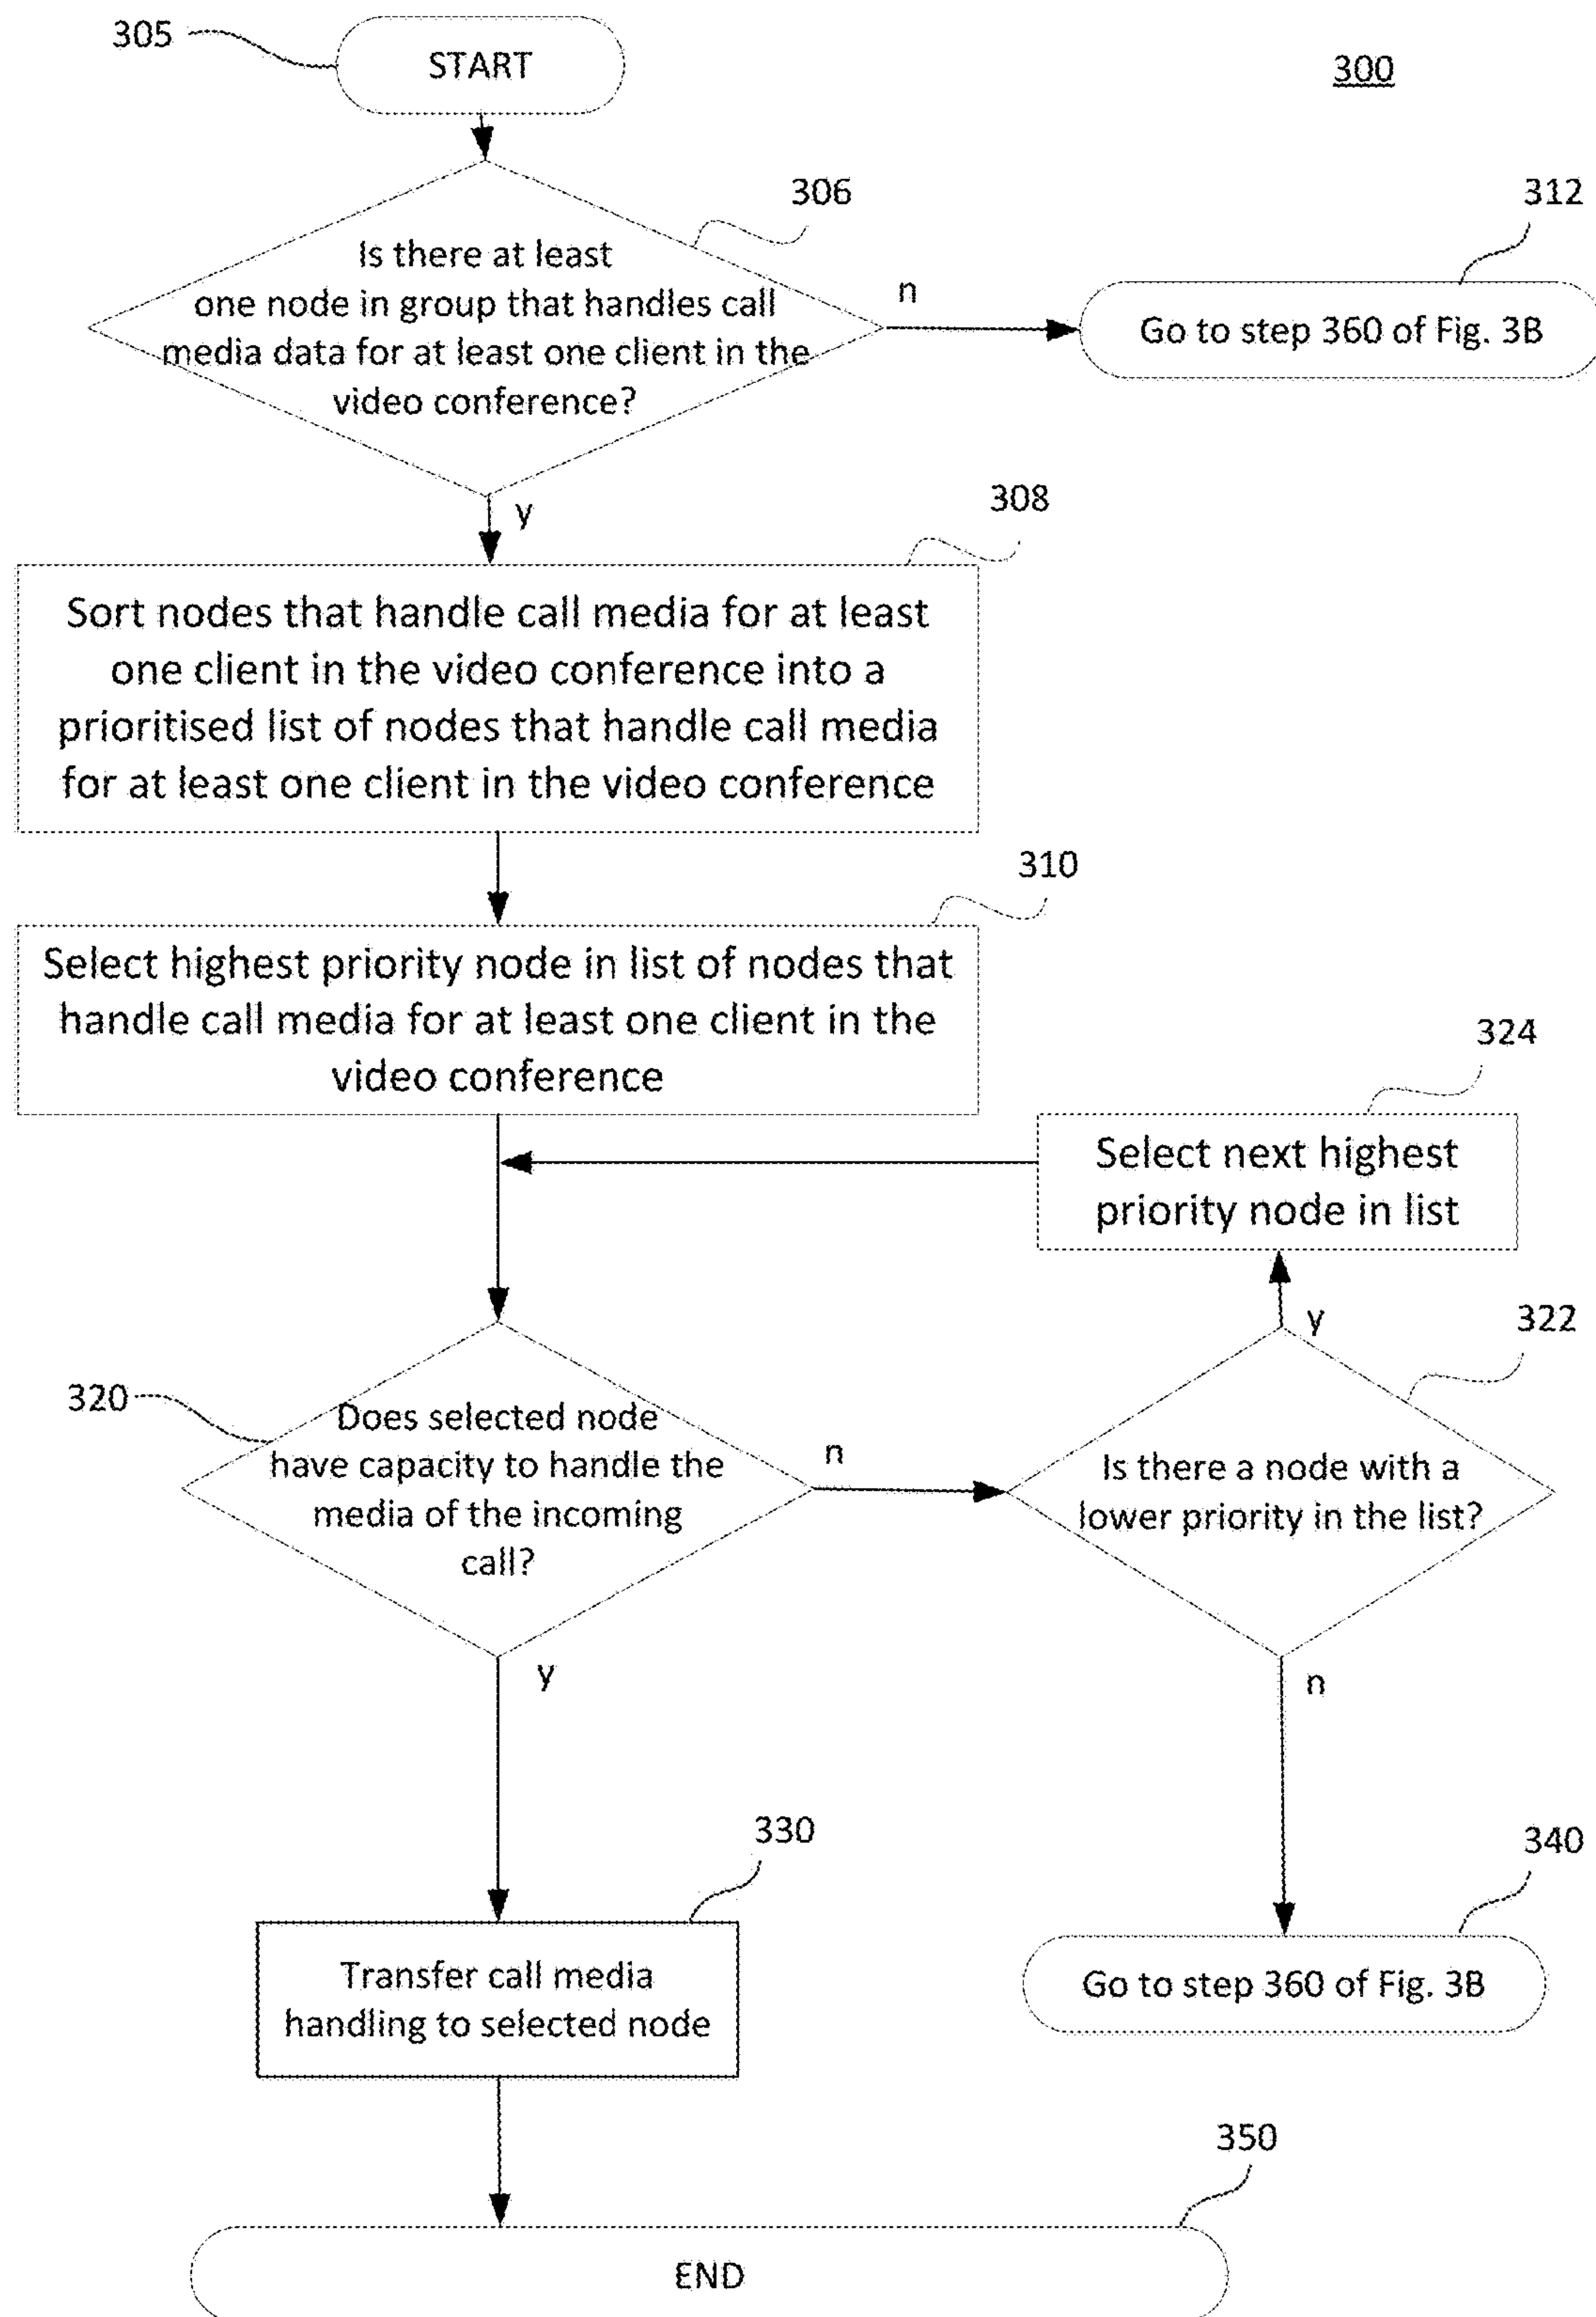 305
START
300
306
312
Is there at least
one node in group that handles call
media data for at least one client in the
video conference?
n
Go to step 360 of Fig. 3B
y
308
Sort nodes that handle call media for at least
one client in the video conference into a
prioritised list of nodes that handle call media
for at least one client in the video conference
310
Select highest priority node in list of nodes that
handle call media for at least one client in the
video conference
324
Select next highest
priority node in list
y
322
320
Does selected node
have capacity to handle the
media of the incoming
call?
n
Is there a node with a
lower priority in the list?
y
n
330
340
Transfer call media
handling to selected node
Go to step 360 of Fig. 3B
350
END